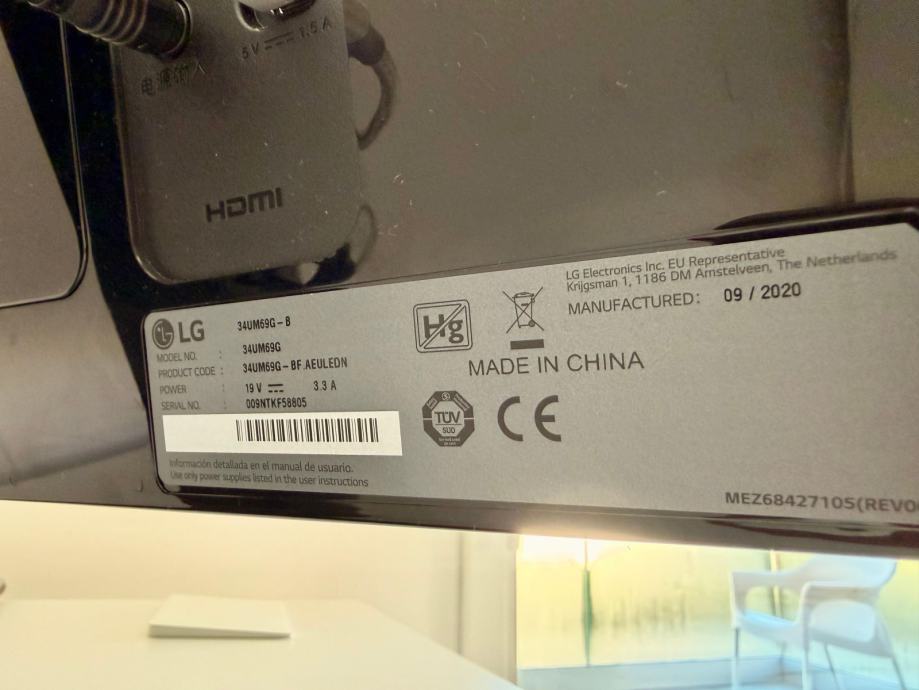 5 V ⎓ 1.5 A
电源输入
HDMI
LG
34UM69G-B
MODEL NO. : 34UM69G
PRODUCT CODE : 34UM69G-BF.AEULEDN
POWER : 19 V ⎓ 3.3 A
SERIAL NO. : 009NTKF58805
Información detallada en el manual de usuario.
Use only power supplies listed in the user instructions
Hg
LG Electronics Inc. EU Representative
Krijgsman 1, 1186 DM Amstelveen, The Netherlands
MANUFACTURED: 09 / 2020
MADE IN CHINA
TÜV
SÜD
CE
MEZ68427105(REV0